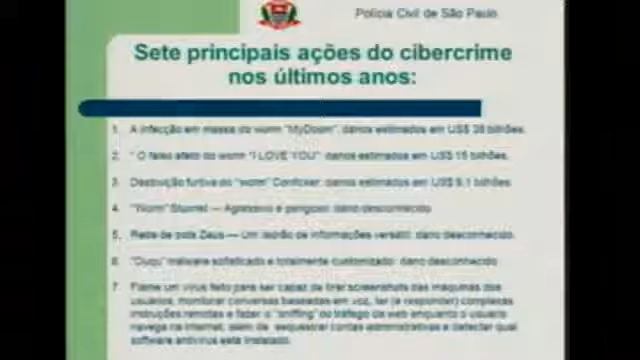 Polícia Civil de São Paulo
Sete principais ações do cibercrime
nos últimos anos:
1. A infecção em massa do worm "MyDoom": danos estimados em US$ 38 bilhões.
2. " O falso afeto do worm "I LOVE YOU": danos estimados em US$ 15 bilhões.
3. Destruição furtiva do "worm" Conficker: danos estimados em US$ 9,1 bilhões
4. "Worm" Stuxnet — Agressivo e perigoso: dano desconhecido
5. Rede de bots Zeus — Um ladrão de informações versátil: dano desconhecido.
6. "Duqu" malware sofisticado e totalmente customizado: dano desconhecido
7. Flame um vírus feito para ser capaz de tirar screenshots das máquinas dos
usuários, monitorar conversas baseadas em voz, ler (e responder) complexas
instruções remotas e fazer o "sniffing" do tráfego da web enquanto o usuário
navega na internet, além de sequestrar contas administrativas e detectar qual
software antivírus está instalado.